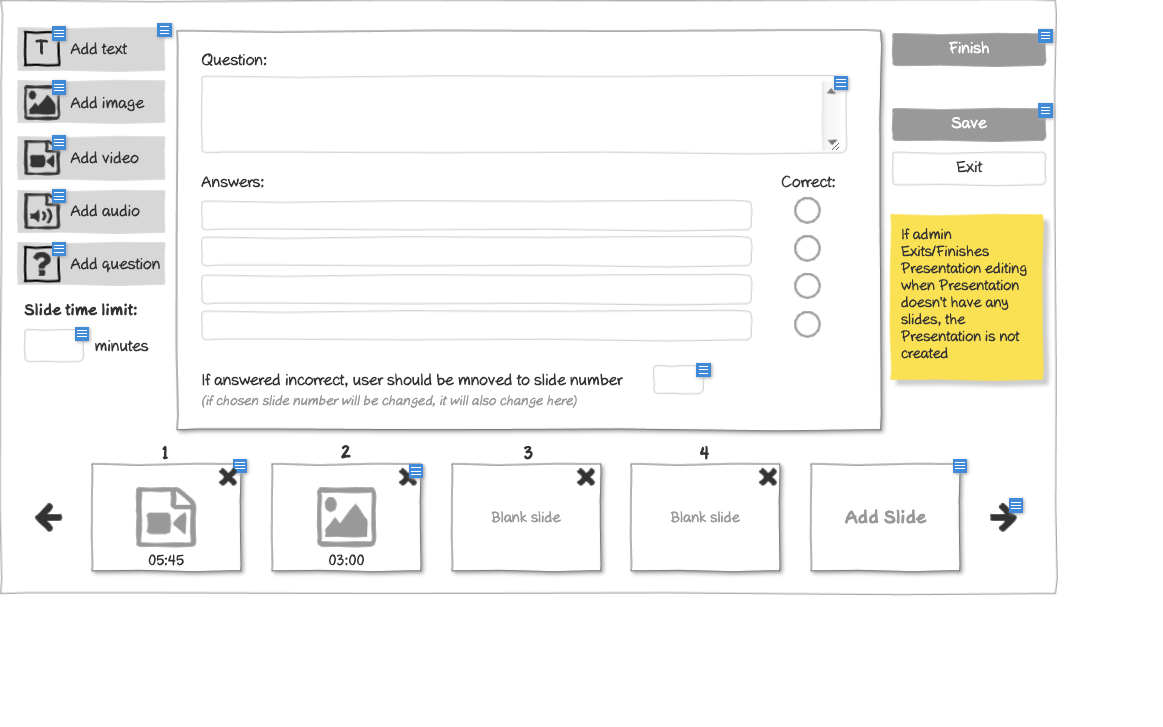 T
Add text
Add image
Add video
Add audio
?
Add question
Slide time limit:
minutes
Question:
Answers:
Correct:
If answered incorrect, user should be mnoved to slide number
(if chosen slide number will be changed, it will also change here)
Finish
Save
Exit
If admin
Exits/Finishes
Presentation editing
when Presentation
doesn't have any
slides, the
Presentation is not
created
1
2
3
4
05:45
03:00
Blank slide
Blank slide
Add Slide